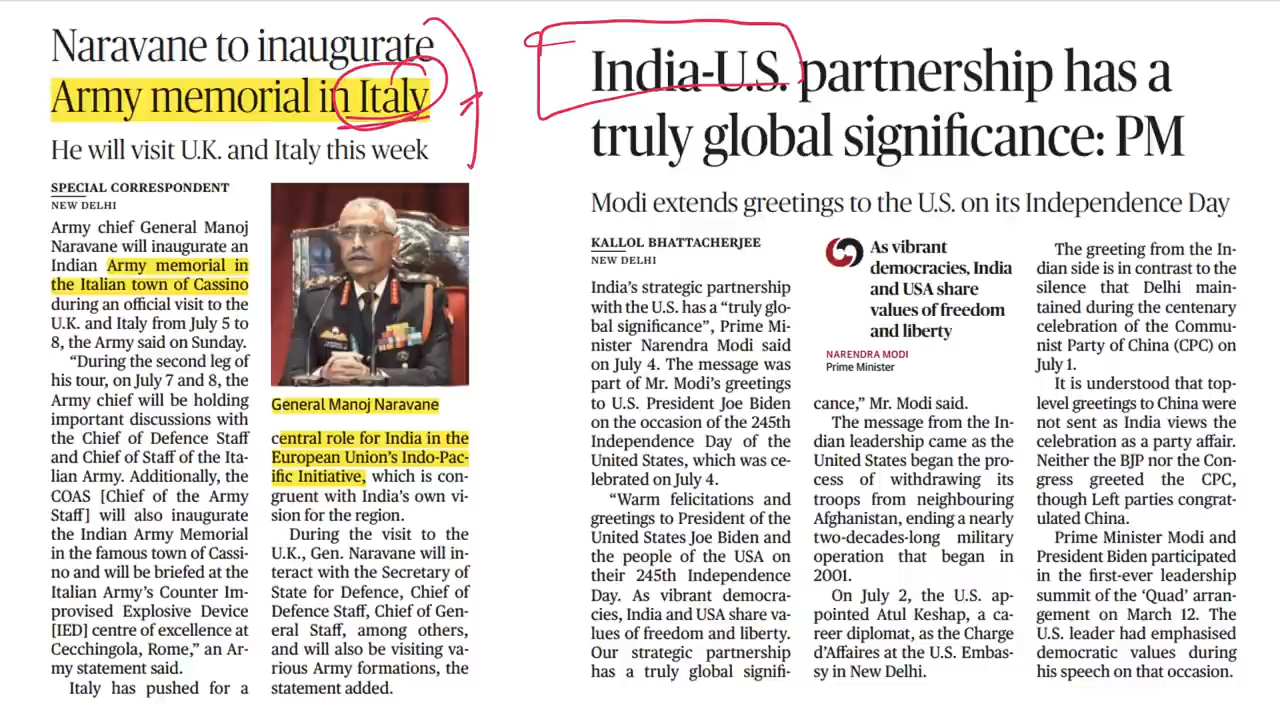 Naravane to inaugurate
Army memorial in Italy
He will visit U.K. and Italy this week
SPECIAL CORRESPONDENT
NEW DELHI
Army chief General Manoj
Naravane will inaugurate an
Indian Army memorial in
the Italian town of Cassino
during an official visit to the
U.K. and Italy from July 5 to
8, the Army said on Sunday.
“During the second leg of
his tour, on July 7 and 8, the
Army chief will be holding
important discussions with
the Chief of Defence Staff
and Chief of Staff of the Ita-
lian Army. Additionally, the
COAS [Chief of the Army
Staff] will also inaugurate
the Indian Army Memorial
in the famous town of Cassi-
no and will be briefed at the
Italian Army’s Counter Im-
provised Explosive Device
[IED] centre of excellence at
Cecchingola, Rome,” an Ar-
my statement said.
Italy has pushed for a
General Manoj Naravane
central role for India in the
European Union’s Indo-Pac-
ific Initiative, which is con-
gruent with India’s own vi-
sion for the region.
During the visit to the
U.K., Gen. Naravane will in-
teract with the Secretary of
State for Defence, Chief of
Defence Staff, Chief of Gen-
eral Staff, among others,
and will also be visiting va-
rious Army formations, the
statement added.
India-U.S. partnership has a
truly global significance: PM
Modi extends greetings to the U.S. on its Independence Day
KALLOL BHATTACHERJEE
NEW DELHI
India’s strategic partnership
with the U.S. has a “truly glo-
bal significance”, Prime Mi-
nister Narendra Modi said
on July 4. The message was
part of Mr. Modi’s greetings
to U.S. President Joe Biden
on the occasion of the 245th
Independence Day of the
United States, which was ce-
lebrated on July 4.
“Warm felicitations and
greetings to President of the
United States Joe Biden and
the people of the USA on
their 245th Independence
Day. As vibrant democra-
cies, India and USA share va-
lues of freedom and liberty.
Our strategic partnership
has a truly global signifi-
As vibrant
democracies, India
and USA share
values of freedom
and liberty
NARENDRA MODI
Prime Minister
cance,” Mr. Modi said.
The message from the In-
dian leadership came as the
United States began the pro-
cess of withdrawing its
troops from neighbouring
Afghanistan, ending a nearly
two-decades-long military
operation that began in
2001.
On July 2, the U.S. ap-
pointed Atul Keshap, a ca-
reer diplomat, as the Charge
d’Affaires at the U.S. Embas-
sy in New Delhi.
The greeting from the In-
dian side is in contrast to the
silence that Delhi main-
tained during the centenary
celebration of the Commu-
nist Party of China (CPC) on
July 1.
It is understood that top-
level greetings to China were
not sent as India views the
celebration as a party affair.
Neither the BJP nor the Con-
gress greeted the CPC,
though Left parties congrat-
ulated China.
Prime Minister Modi and
President Biden participated
in the first-ever leadership
summit of the ‘Quad’ arran-
gement on March 12. The
U.S. leader had emphasised
democratic values during
his speech on that occasion.